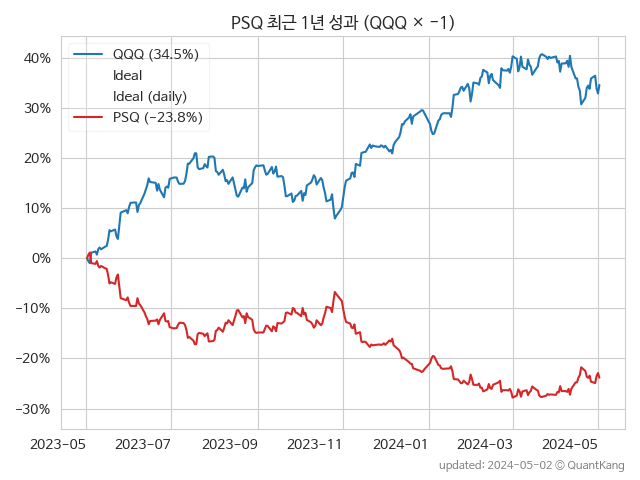 PSQ 최근 1년 성과 (QQQ × −1)
QQQ (34.5%)
Ideal
Ideal (daily)
PSQ (−23.8%)
40%
30%
20%
10%
0%
−10%
−20%
−30%
2023-05 2023-07 2023-09 2023-11 2024-01 2024-03 2024-05
updated: 2024-05-02 © QuantKang